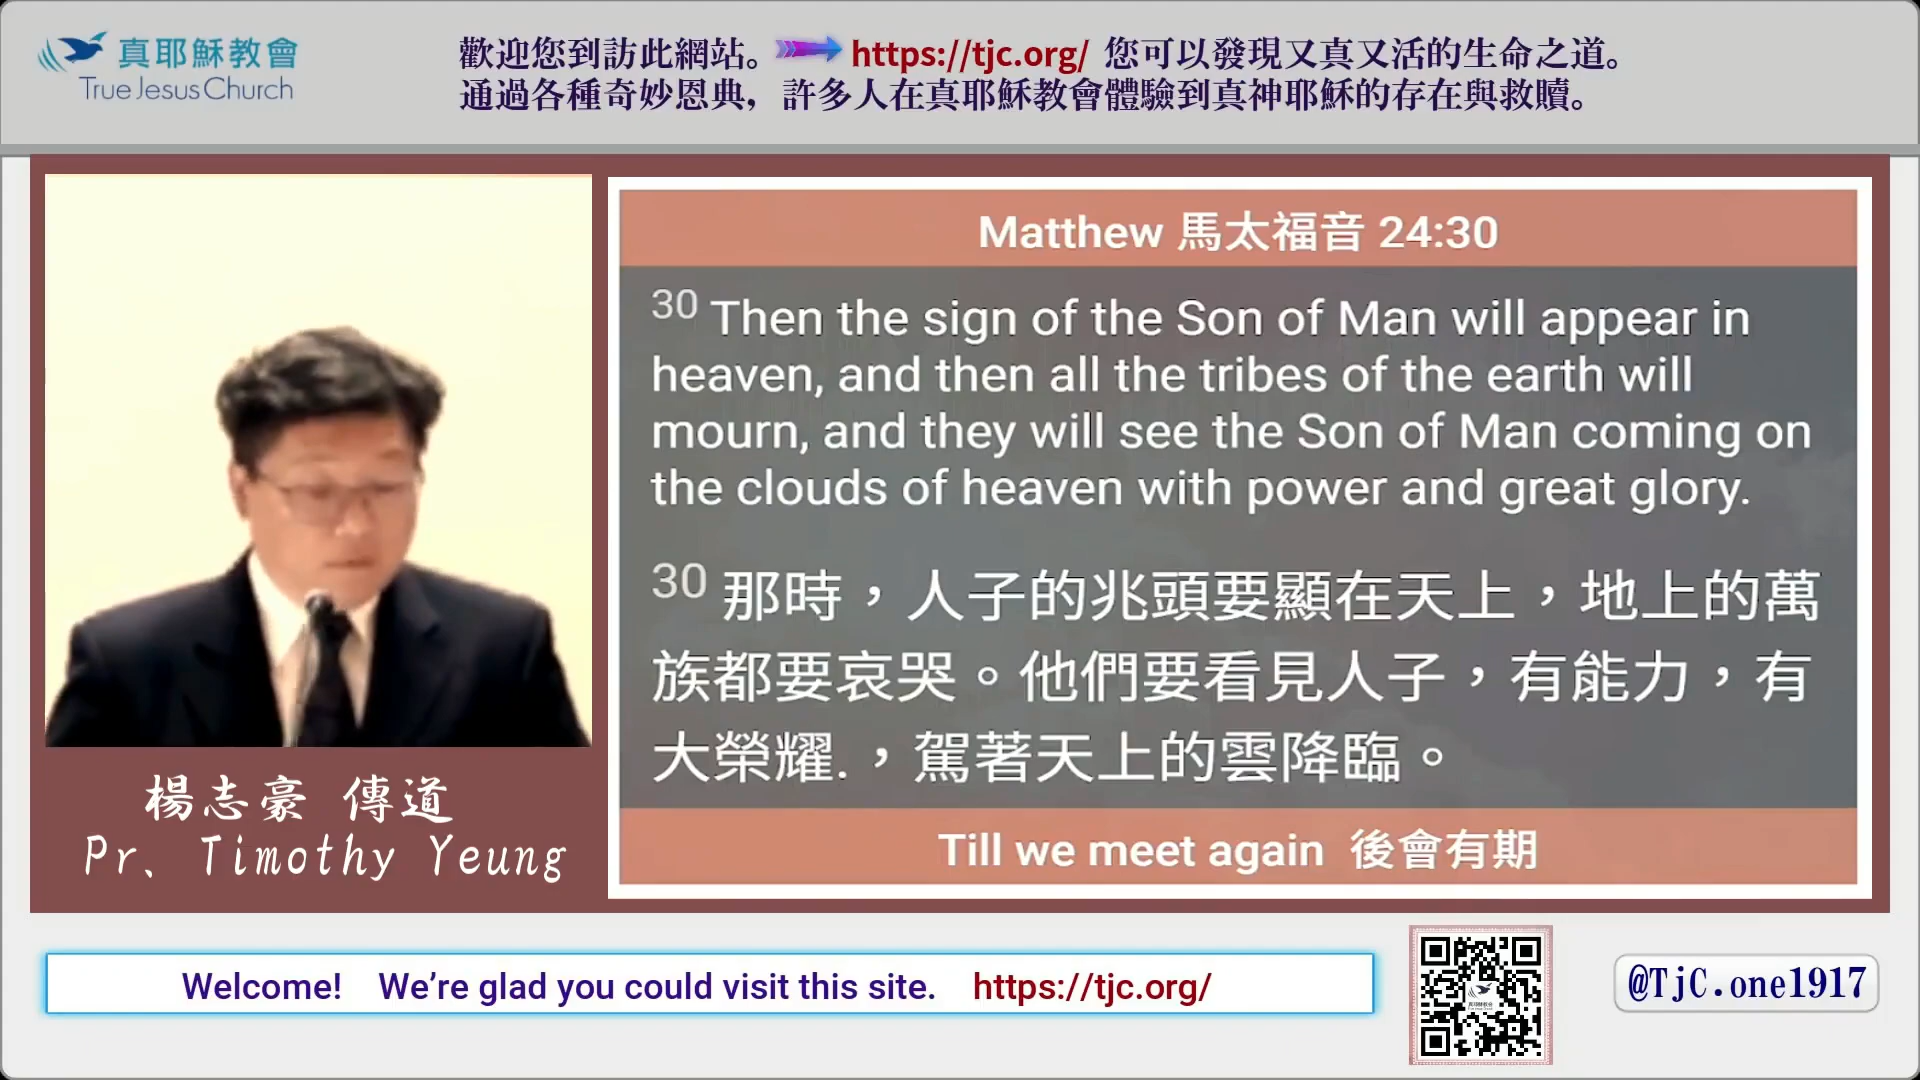 真耶穌教會
True Jesus Church
歡迎您到訪此網站。 https://tjc.org/ 您可以發現又真又活的生命之道。
通過各種奇妙恩典，許多人在真耶穌教會體驗到真神耶穌的存在與救贖。
Matthew 馬太福音 24:30
30 Then the sign of the Son of Man will appear in
heaven, and then all the tribes of the earth will
mourn, and they will see the Son of Man coming on
the clouds of heaven with power and great glory.
30 那時，人子的兆頭要顯在天上，地上的萬
族都要哀哭。他們要看見人子，有能力，有
大榮耀.，駕著天上的雲降臨。
Till we meet again 後會有期
楊志豪 傳道
Pr、Timothy Yeung
Welcome! We’re glad you could visit this site. https://tjc.org/
@TjC.one1917